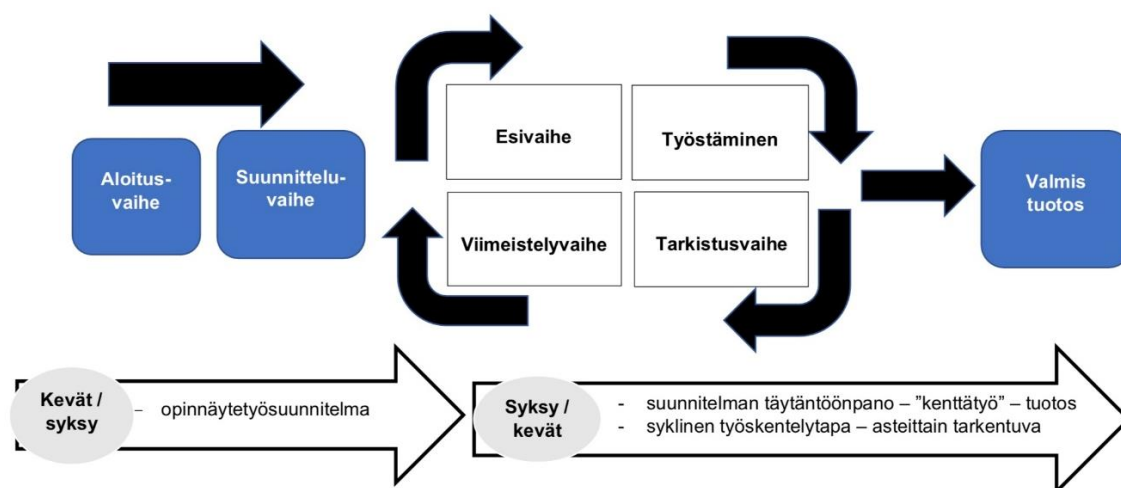 Aloitus-
vaihe
Suunnittelu-
vaihe
Esivaihe
Työstäminen
Viimeistelyvaihe
Tarkistusvaihe
Valmis
tuotos
Kevät /
syksy
- opinnäytetyösuunnitelma
Syksy /
kevät
- suunnitelman täytäntöönpano – ”kenttätyö” – tuotos
- syklinen työskentelytapa – asteittain tarkentuva